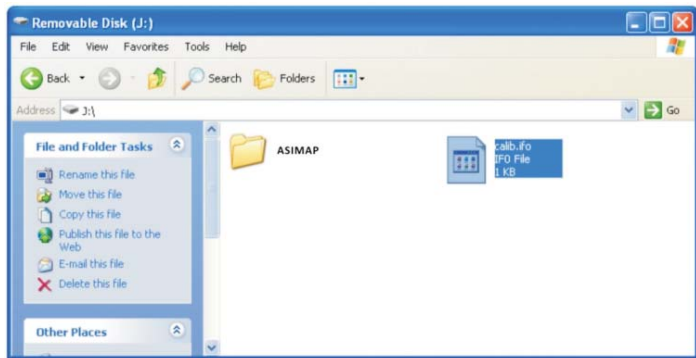 Removable Disk (J:)
File Edit View Favorites Tools Help
Back Search Folders
Address J:\ Go
File and Folder Tasks
Rename this file
Move this file
Copy this file
Publish this file to the
Web
E-mail this file
Delete this file
Other Places
ASIMAP
calib.ifo
IFO File
1 KB